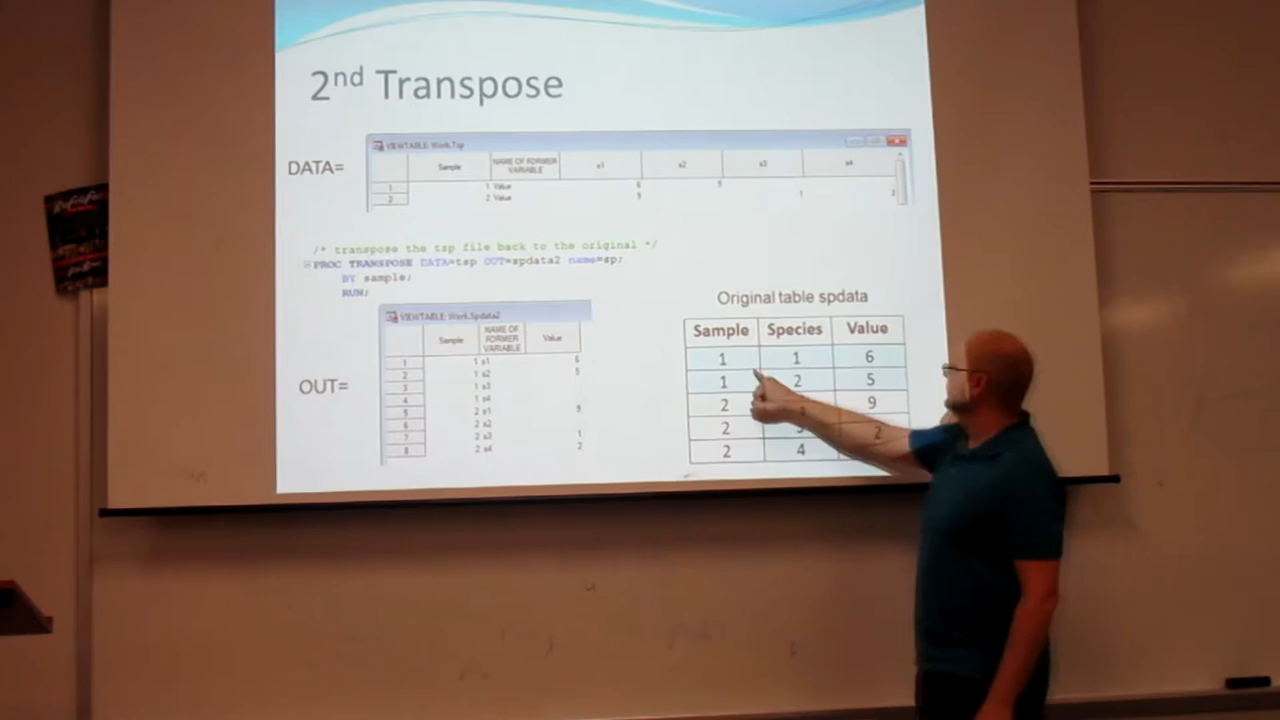 2nd Transpose
DATA=
VIEWTABLE: Work.Tsp
Sample NAME OF FORMER VARIABLE s1 s2 s3 s4
1 1 Value 6 5
2 2 Value 9 1 2
/* transpose the tsp file back to the original */
PROC TRANSPOSE DATA=tsp OUT=spdata2 name=sp;
BY sample;
RUN;
OUT=
VIEWTABLE: Work.Spdata2
Sample NAME OF FORMER VARIABLE Value
1 1 s1 6
2 1 s2 5
3 1 s3
4 1 s4
5 2 s1 9
6 2 s2
7 2 s3 1
8 2 s4 2
Original table spdata
Sample Species Value
1 1 6
1 2 5
2 9
2 3
2 4 2